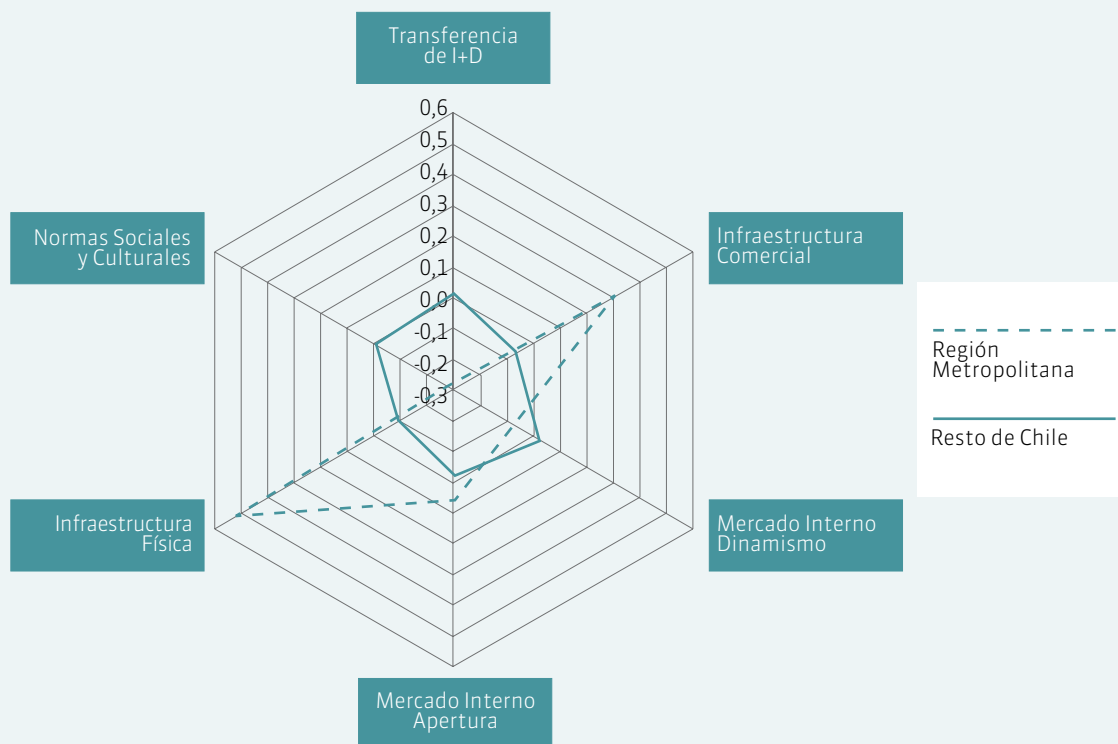 Transferencia
de I+D
0,6
0,5
0,4
0,3
0,2
0,1
0,0
-0,1
-0,2
-0,3
Normas Sociales
y Culturales
Infraestructura
Comercial
Región
Metropolitana
Resto de Chile
Infraestructura
Física
Mercado Interno
Dinamismo
Mercado Interno
Apertura